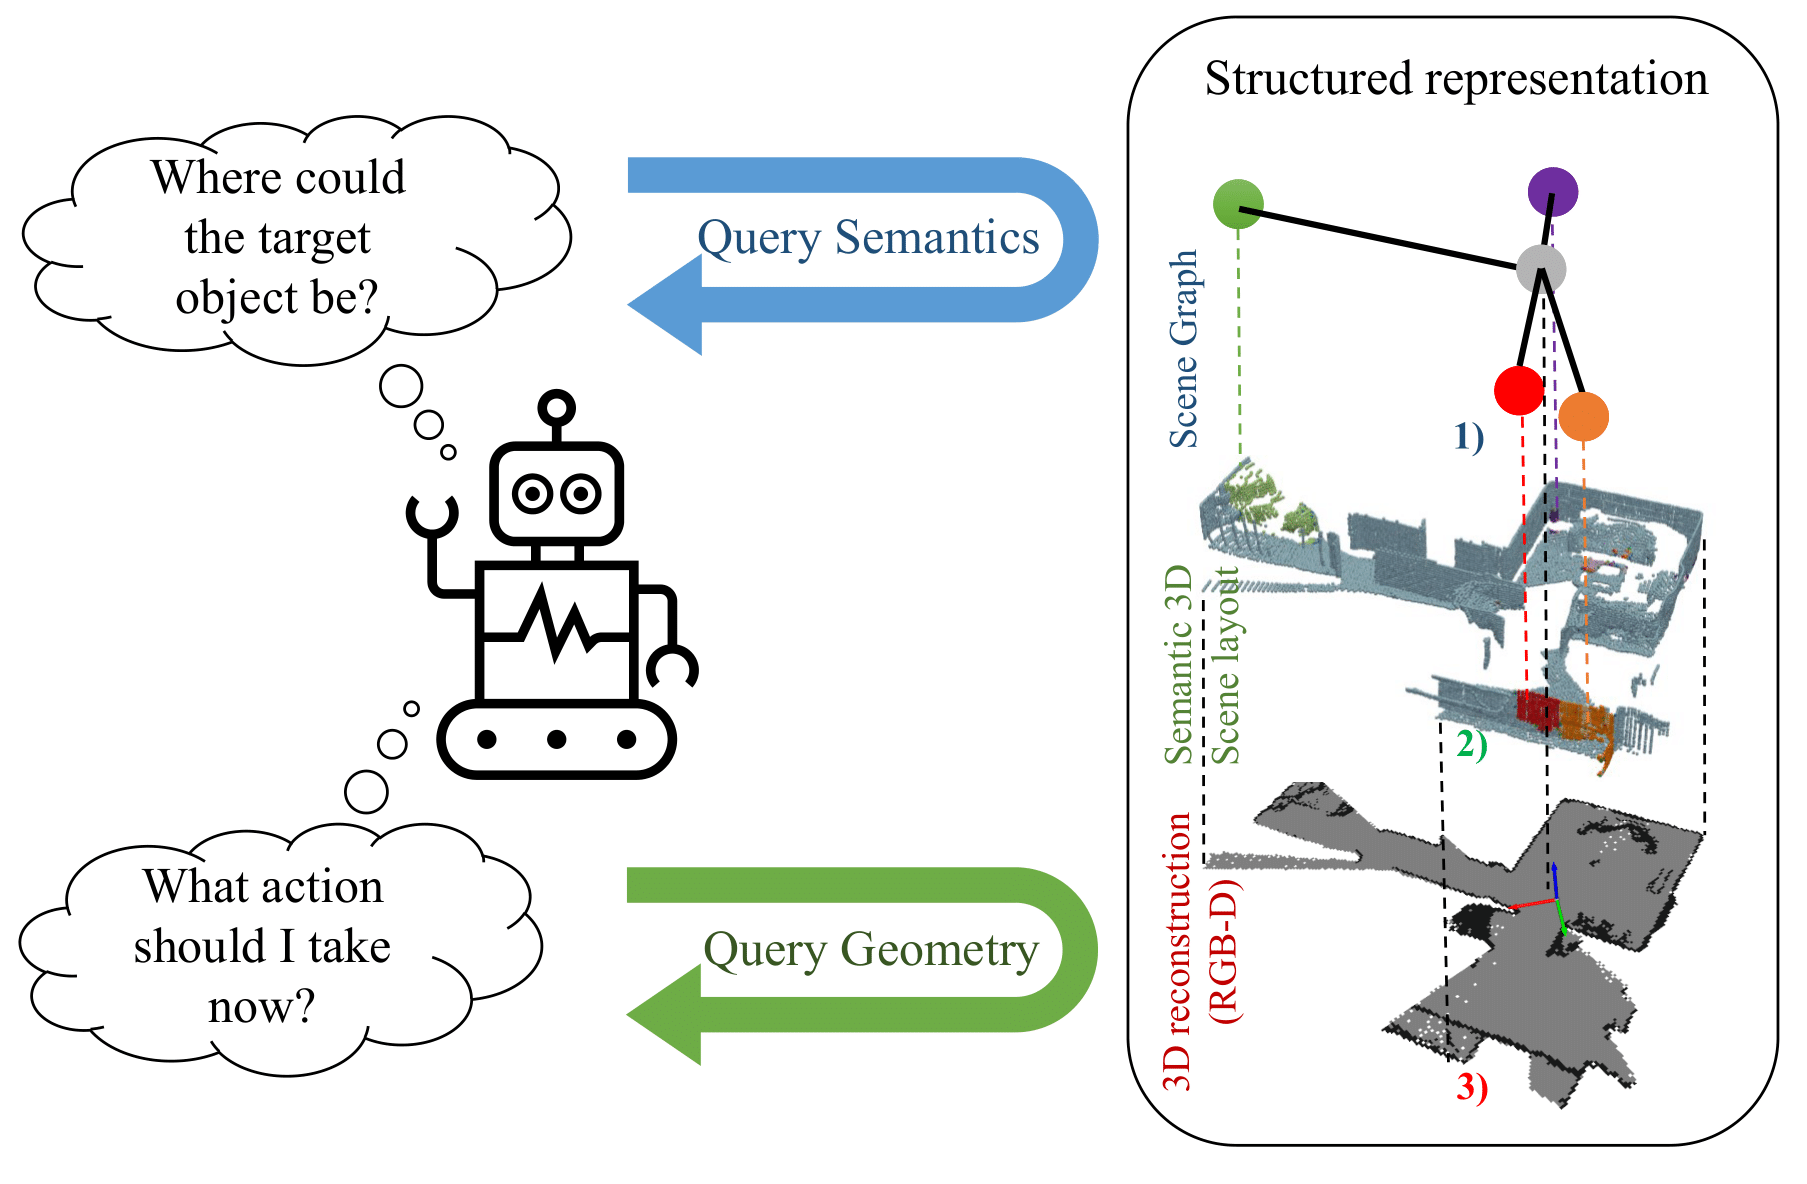 Structured representation
Where could
the target
object be?
Query Semantics
Scene Graph
1)
Semantic 3D
Scene layout
2)
What action
should I take
now?
Query Geometry
3D reconstruction
(RGB-D)
3)